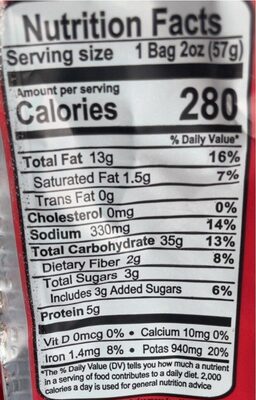 Nutrition Facts
Serving size 1 Bag 2oz (57g)
Amount per serving
Calories 280
% Daily Value*
Total Fat 13g 16%
Saturated Fat 1.5g 7%
Trans Fat 0g
Cholesterol 0mg 0%
Sodium 330mg 14%
Total Carbohydrate 35g 13%
Dietary Fiber 2g 8%
Total Sugars 3g
Includes 3g Added Sugars 6%
Protein 5g
Vit D 0mcg 0% • Calcium 10mg 0%
Iron 1.4mg 8% • Potas 940mg 20%
*The % Daily Value (DV) tells you how much a nutrient
in a serving of food contributes to a daily diet. 2,000
calories a day is used for general nutrition advice